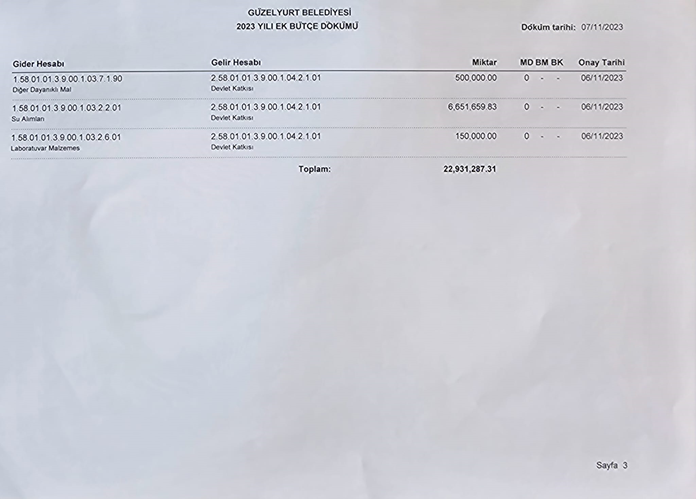 GÜZELYURT BELEDİYESİ
2023 YILI EK BÜTÇE DÖKÜMÜ
Döküm tarihi: 07/11/2023
Gider Hesabı Gelir Hesabı Miktar MD BM BK Onay Tarihi
1.58.01.01.3.9.00.1.03.7.1.90 2.58.01.01.3.9.00.1.04.2.1.01 500,000.00 0 - - 06/11/2023
Diğer Dayanıklı Mal Devlet Katkısı
1.58.01.01.3.9.00.1.03.2.2.01 2.58.01.01.3.9.00.1.04.2.1.01 6,651,659.83 0 - - 06/11/2023
Su Alımları Devlet Katkısı
1.58.01.01.3.9.00.1.03.2.6.01 2.58.01.01.3.9.00.1.04.2.1.01 150,000.00 0 - - 06/11/2023
Laboratuvar Malzemes Devlet Katkısı
Toplam: 22,931,287.31
Sayfa 3